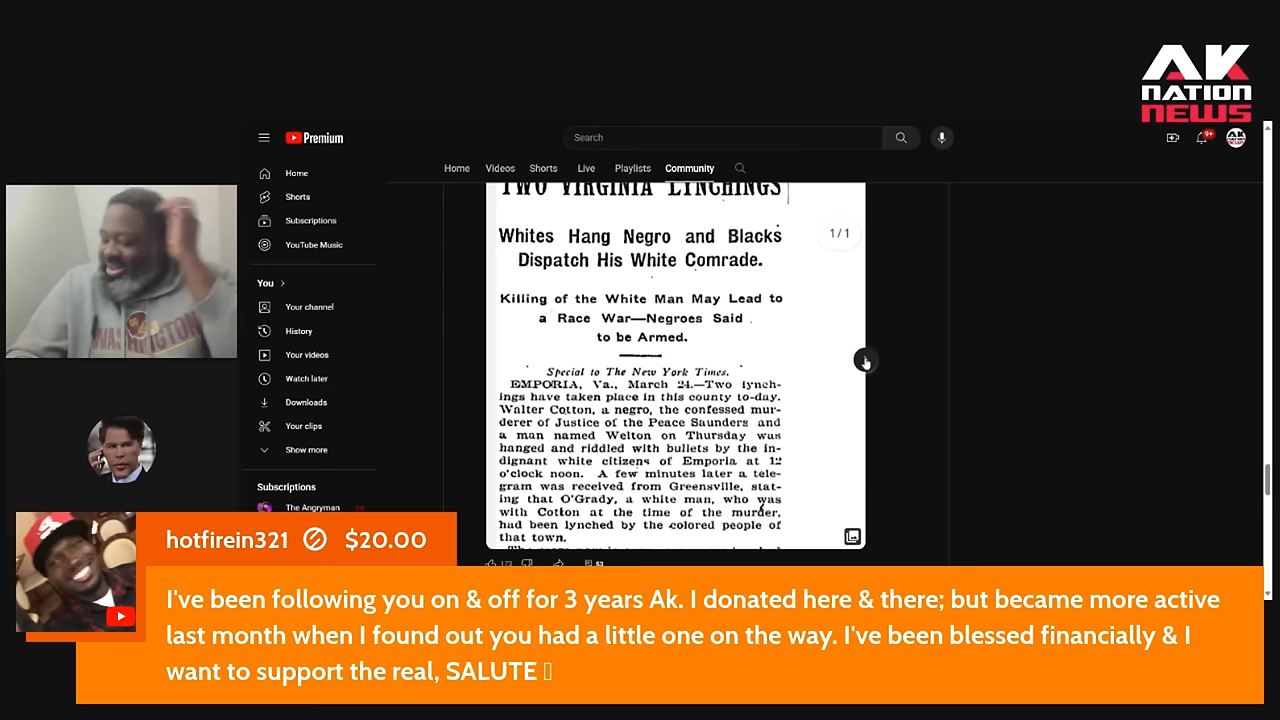 AK
NATION
NEWS
Premium
Search
9+
Home
Videos
Shorts
Live
Playlists
Community
Home
Shorts
Subscriptions
YouTube Music
You
Your channel
History
Your videos
Watch later
Downloads
Your clips
Show more
Subscriptions
The Angryman
WASHINGTON
TWO VIRGINIA LYNCHINGS
1/1
Whites Hang Negro and Blacks
Dispatch His White Comrade.
Killing of the White Man May Lead to
a Race War—Negroes Said
to be Armed.
Special to The New York Times.
EMPORIA, Va., March 24.—Two lynch-
ings have taken place in this county to-day.
Walter Cotton, a negro, the confessed mur-
derer of Justice of the Peace Saunders and
a man named Welton on Thursday was
hanged and riddled with bullets by the in-
dignant white citizens of Emporia at 12
o'clock noon. A few minutes later a tele-
gram was received from Greensville, stat-
ing that O'Grady, a white man, who was
with Cotton at the time of the murder,
had been lynched by the colored people of
that town.
173
53
hotfirein321 $20.00
I've been following you on & off for 3 years Ak. I donated here & there; but became more active
last month when I found out you had a little one on the way. I've been blessed financially & I
want to support the real, SALUTE